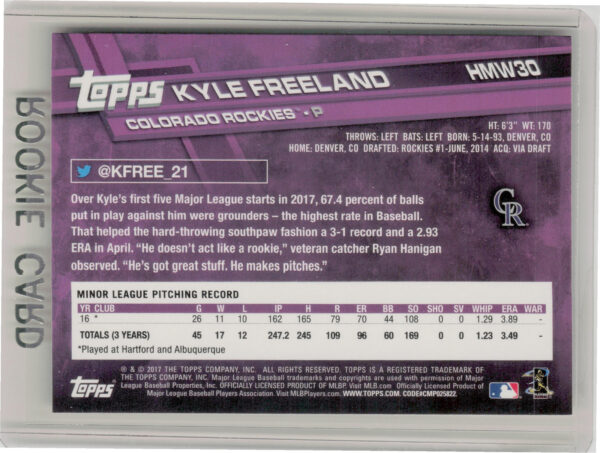 ROOKIE CARD
TOPPS KYLE FREELAND HMW30
COLORADO ROCKIES™ • P
HT: 6'3" WT: 170
THROWS: LEFT BATS: LEFT BORN: 5-14-93, DENVER, CO
HOME: DENVER, CO DRAFTED: ROCKIES #1-JUNE, 2014 ACQ: VIA DRAFT
@KFREE_21
CR
Over Kyle's first five Major League starts in 2017, 67.4 percent of balls
put in play against him were grounders – the highest rate in Baseball.
That helped the hard-throwing southpaw fashion a 3-1 record and a 2.93
ERA in April. "He doesn't act like a rookie," veteran catcher Ryan Hanigan
observed. "He's got great stuff. He makes pitches."
MINOR LEAGUE PITCHING RECORD
YR CLUB G W L IP H R ER BB SO SHO SV WHIP ERA WAR
16 * 26 11 10 162 165 79 70 44 108 0 0 1.29 3.89 -
TOTALS (3 YEARS) 45 17 12 247.2 245 109 96 60 169 0 0 1.23 3.49 -
*Played at Hartford and Albuquerque
TOPPS
® & © 2017 THE TOPPS COMPANY, INC. ALL RIGHTS RESERVED. TOPPS IS A REGISTERED TRADEMARK OF
THE TOPPS COMPANY, INC. Major League Baseball trademarks and copyrights are used with permission of Major
League Baseball Properties, Inc. OFFICIALLY LICENSED PRODUCT OF MLBP. Visit MLB.com Officially Licensed Product of
Major League Baseball Players Association. Visit MLBPlayers.com. WWW.TOPPS.COM. CODE#CMP025822.